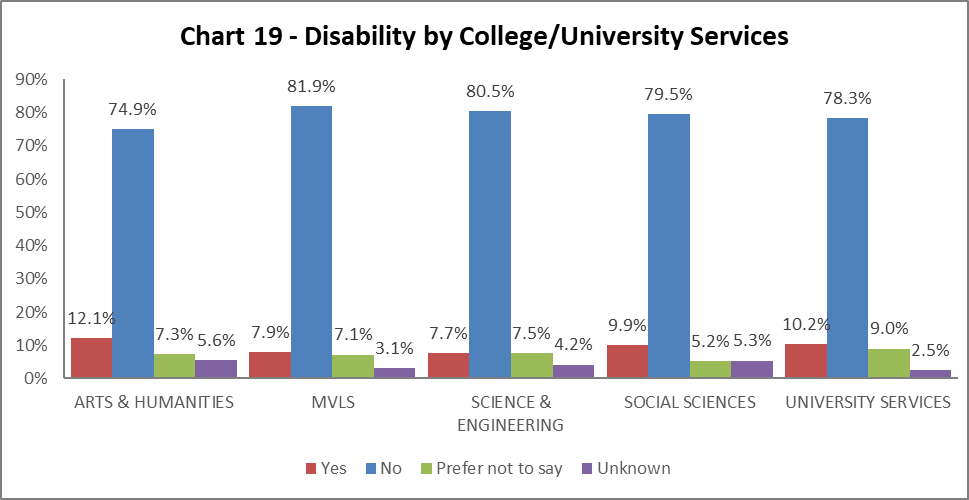 Chart 19 - Disability by College/University Services
90%
80%
70%
60%
50%
40%
30%
20%
10%
0%
74.9%
81.9%
80.5%
79.5%
78.3%
12.1%
7.3%
5.6%
7.9%
7.1%
3.1%
7.7%
7.5%
4.2%
9.9%
5.2%
5.3%
10.2%
9.0%
2.5%
ARTS & HUMANITIES
MVLS
SCIENCE &
ENGINEERING
SOCIAL SCIENCES
UNIVERSITY SERVICES
Yes
No
Prefer not to say
Unknown